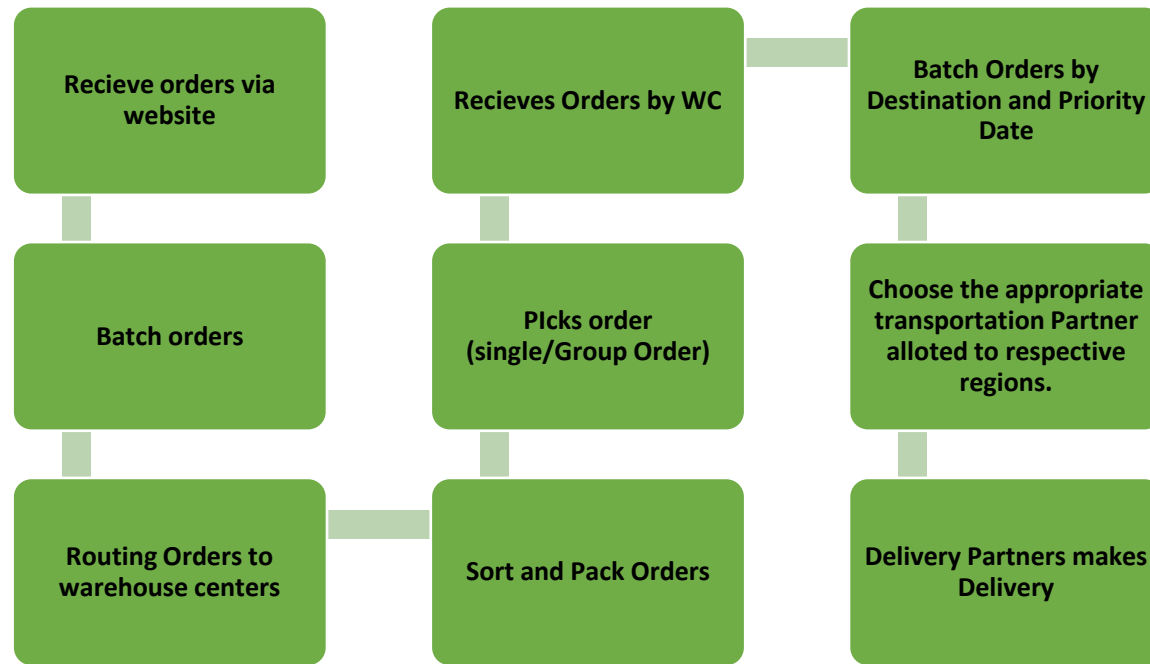 Recieve orders via
website
Batch orders
Routing Orders to
warehouse centers
Sort and Pack Orders
PIcks order
(single/Group Order)
Recieves Orders by WC
Batch Orders by
Destination and Priority
Date
Choose the appropriate
transportation Partner
alloted to respective
regions.
Delivery Partners makes
Delivery